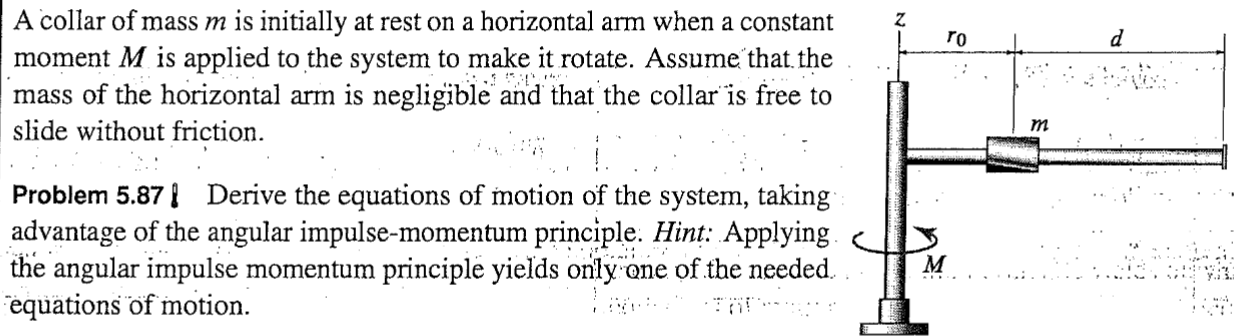 A collar of mass m is initially at rest on a horizontal arm when a constant
moment M is applied to the system to make it rotate. Assume that the
mass of the horizontal arm is negligible and that the collar is free to
slide without friction.
Problem 5.87 Derive the equations of motion of the system, taking
advantage of the angular impulse-momentum principle. Hint: Applying
the angular impulse momentum principle yields only one of the needed
equations of motion.
z
r0
d
m
M